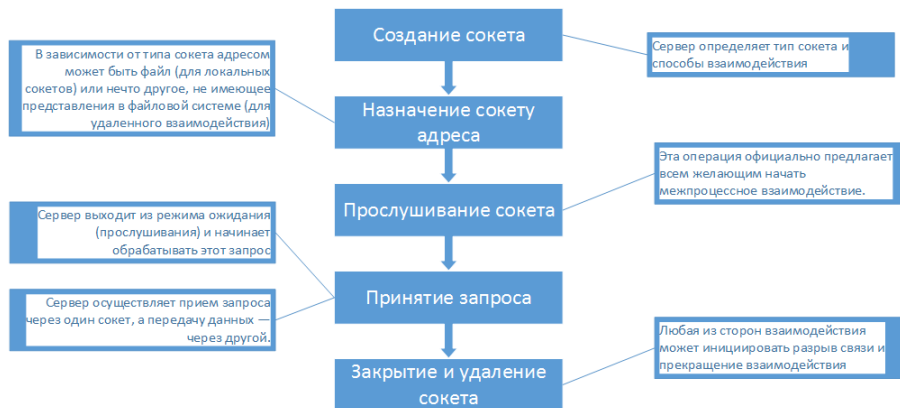 Создание сокета
Сервер определяет тип сокета и
способы взаимодействия
В зависимости от типа сокета адресом
может быть файл (для локальных
сокетов) или нечто другое, не имеющее
представления в файловой системе (для
удаленного взаимодействия)
Назначение сокету
адреса
Эта операция официально предлагает
всем желающим начать
межпроцессное взаимодействие.
Прослушивание сокета
Сервер выходит из режима ожидания
(прослушивания) и начинает
обрабатывать этот запрос
Принятие запроса
Сервер осуществляет прием запроса
через один сокет, а передачу данных —
через другой.
Любая из сторон взаимодействия
может инициировать разрыв связи и
прекращение взаимодействия
Закрытие и удаление
сокета